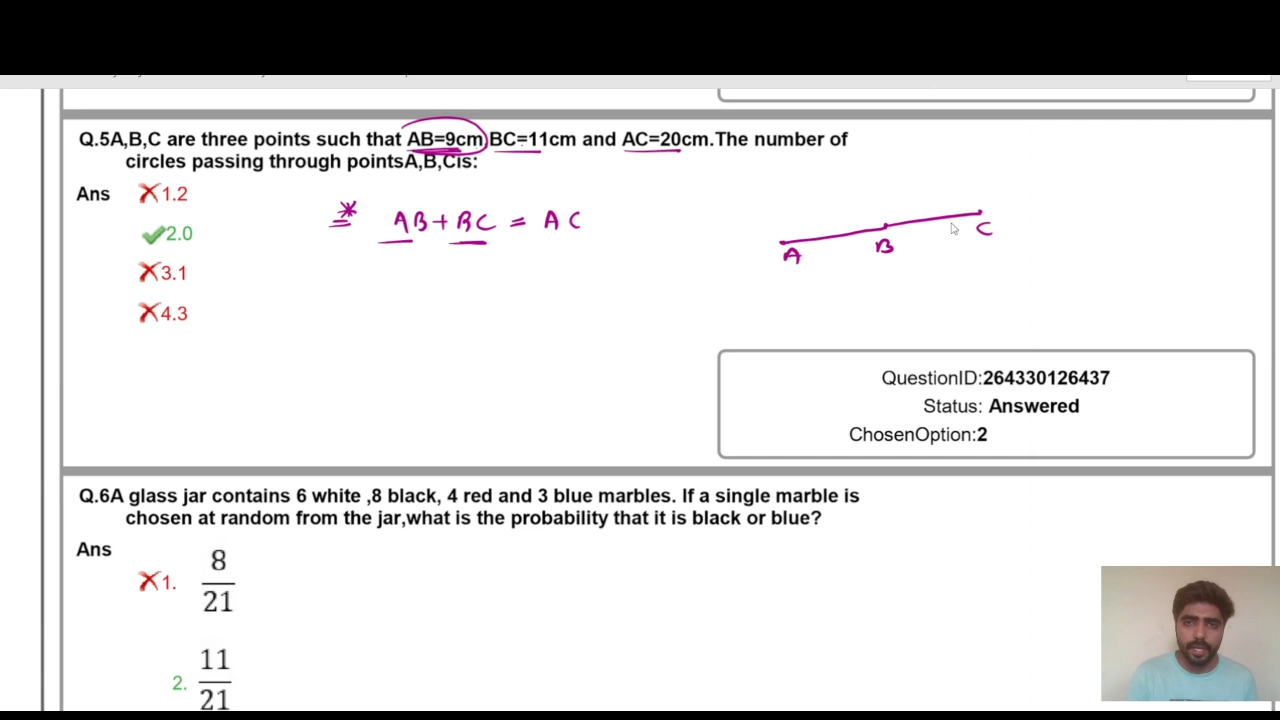 Q.5A,B,C are three points such that AB=9cm,BC=11cm and AC=20cm.The number of
circles passing through pointsA,B,Cis:
Ans 1.2
2.0
3.1
4.3
* AB+BC = AC
A B C
QuestionID:264330126437
Status: Answered
ChosenOption:2
Q.6A glass jar contains 6 white ,8 black, 4 red and 3 blue marbles. If a single marble is
chosen at random from the jar,what is the probability that it is black or blue?
Ans
1. 8/21
2. 11/21